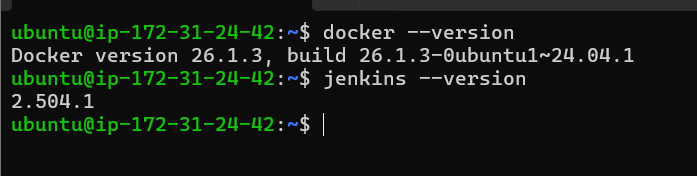 ubuntu@ip-172-31-24-42:~$ docker --version
Docker version 26.1.3, build 26.1.3-0ubuntu1~24.04.1
ubuntu@ip-172-31-24-42:~$ jenkins --version
2.504.1
ubuntu@ip-172-31-24-42:~$